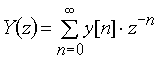 Y(z) = ∞∑n=0 y[n] · z⁻ⁿ